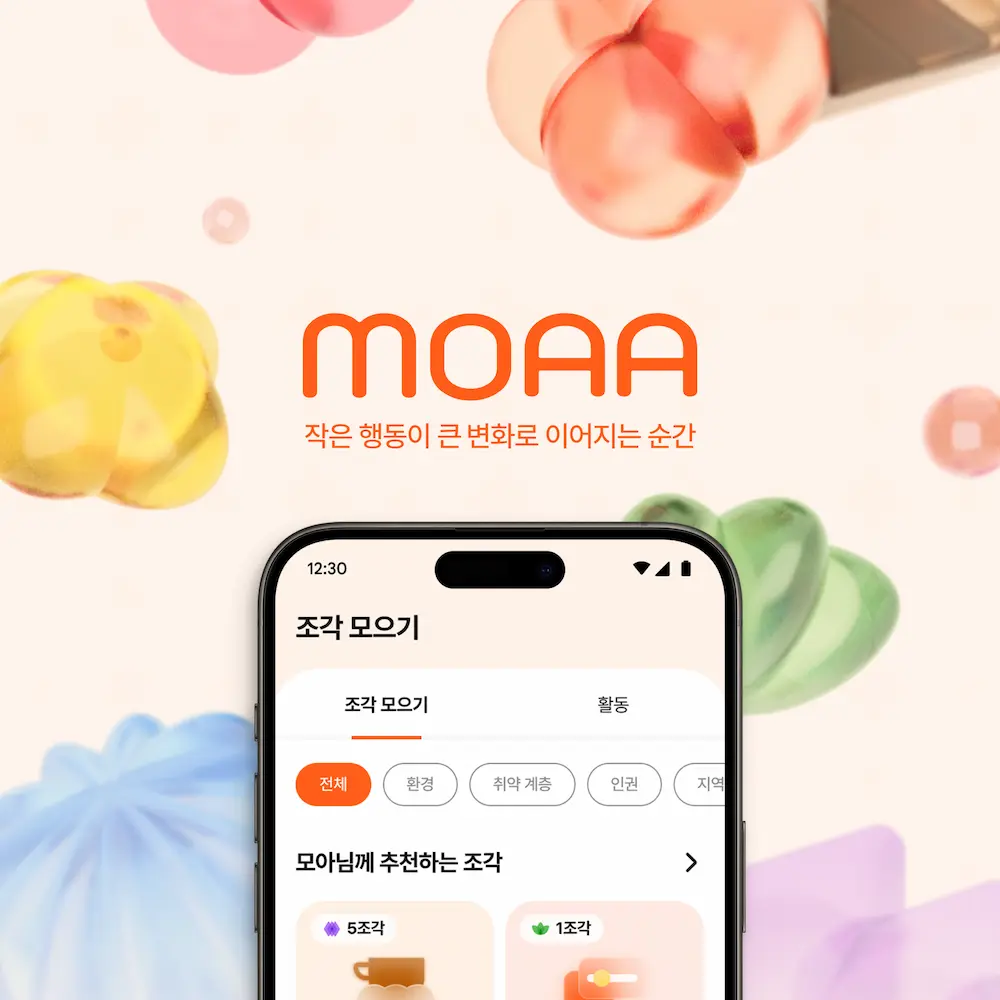 MOAA
작은 행동이 큰 변화로 이어지는 순간
12:30
조각 모으기
조각 모으기 활동
전체 환경 취약 계층 인권 지역
모아님께 추천하는 조각
5조각 1조각